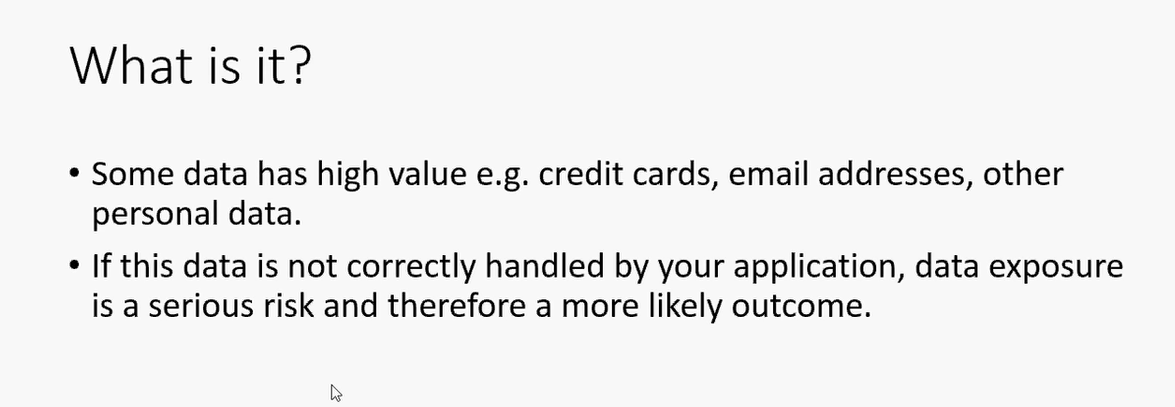 What is it?
• Some data has high value e.g. credit cards, email addresses, other
personal data.
• If this data is not correctly handled by your application, data exposure
is a serious risk and therefore a more likely outcome.